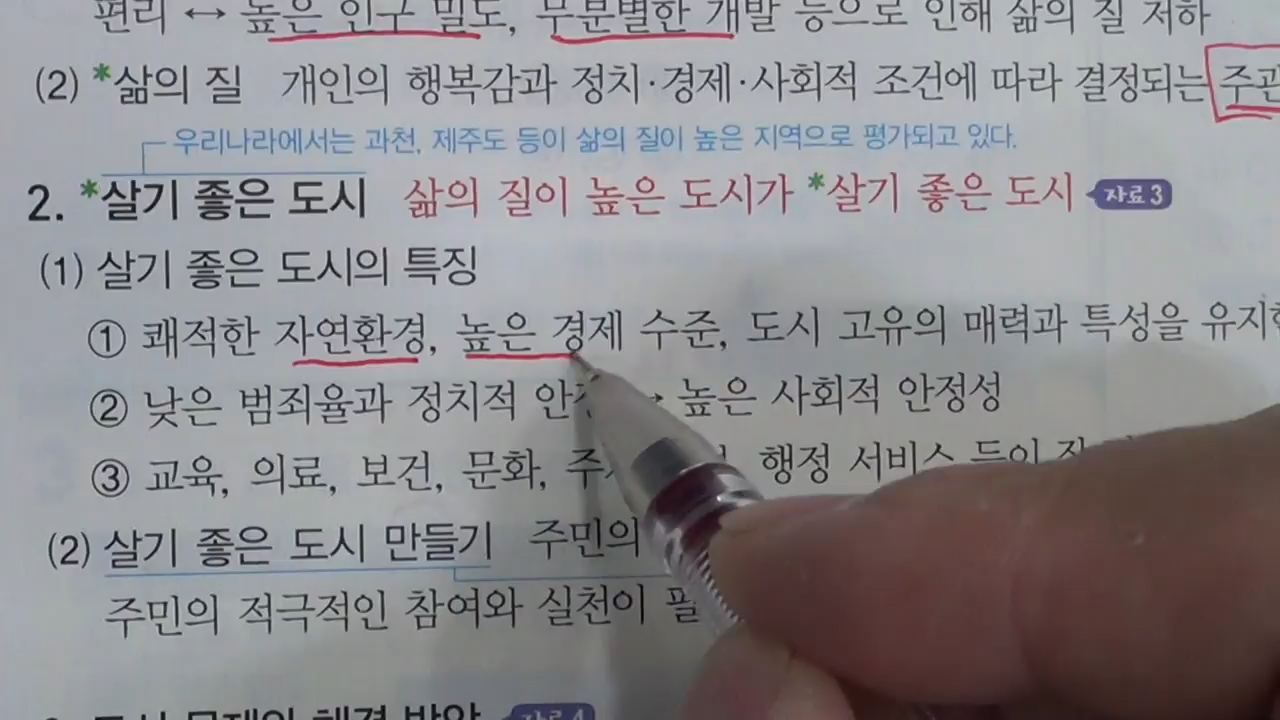 편리 ↔ 높은 인구 밀도, 무분별한 개발 등으로 인해 삶의 질 저하
(2) *삶의 질 개인의 행복감과 정치·경제·사회적 조건에 따라 결정되는 주관
우리나라에서는 과천, 제주도 등이 삶의 질이 높은 지역으로 평가되고 있다.
2. *살기 좋은 도시 삶의 질이 높은 도시가 *살기 좋은 도시 자료3
(1) 살기 좋은 도시의 특징
① 쾌적한 자연환경, 높은 경제 수준, 도시 고유의 매력과 특성을 유지
② 낮은 범죄율과 정치적 → 높은 사회적 안정성
③ 교육, 의료, 보건, 문화, 행정 서비스 등이
(2) 살기 좋은 도시 만들기 주민의
주민의 적극적인 참여와 실천이
도시 문제의 해결 방안 자료4